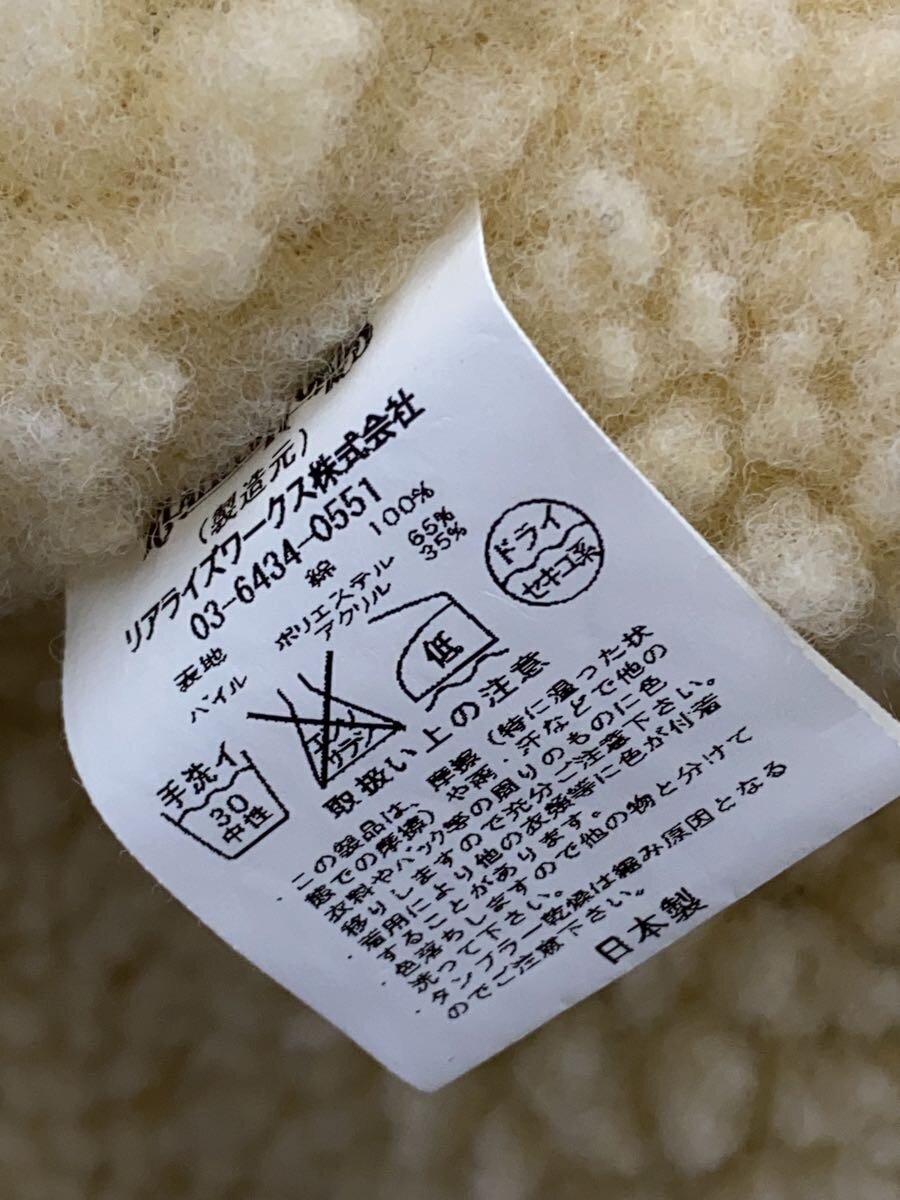 (製造元)
リアライズワークス株式会社
03-6434-0551
表地 綿 100%
パイル ポリエステル 65%
アクリル 35%
手洗イ
30
中性
エンソ
サラシ
低
ドライ
セキユ系
取扱い上の注意
この製品は、摩擦(特に湿った状
態での摩擦)や雨・汗などで他の
衣料やバック等の周りのものに色
移りしますので充分ご注意下さい。
・着用により他の衣類等に色が付着
することがあります。
・色落ちしますので他の物と分けて
洗って下さい。
・タンブラー乾燥は縮み原因となる
のでご注意下さい。
日本製